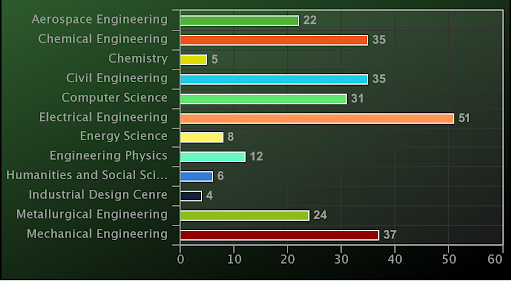 Aerospace Engineering 22
Chemical Engineering 35
Chemistry 5
Civil Engineering 35
Computer Science 31
Electrical Engineering 51
Energy Science 8
Engineering Physics 12
Humanities and Social Sci... 6
Industrial Design Cenre 4
Metallurgical Engineering 24
Mechanical Engineering 37
0 10 20 30 40 50 60